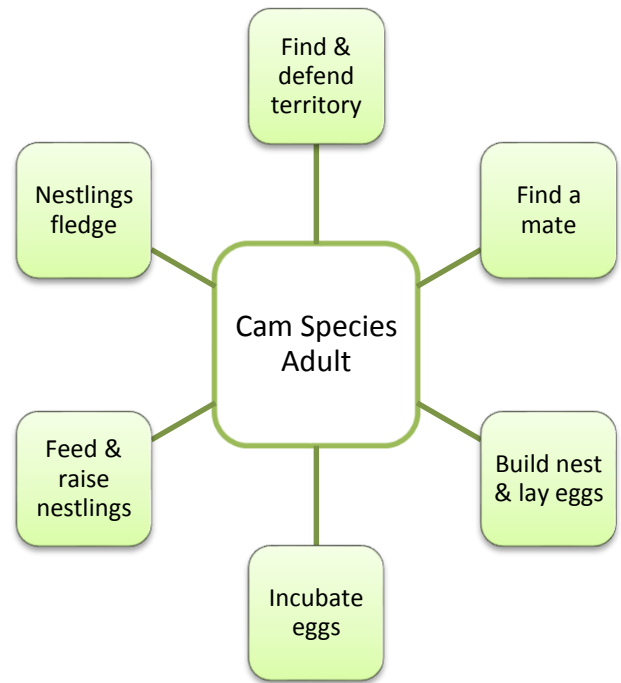 Find &
defend
territory
Nestlings
fledge
Find a
mate
Cam Species
Adult
Feed &
raise
nestlings
Build nest
& lay eggs
Incubate
eggs